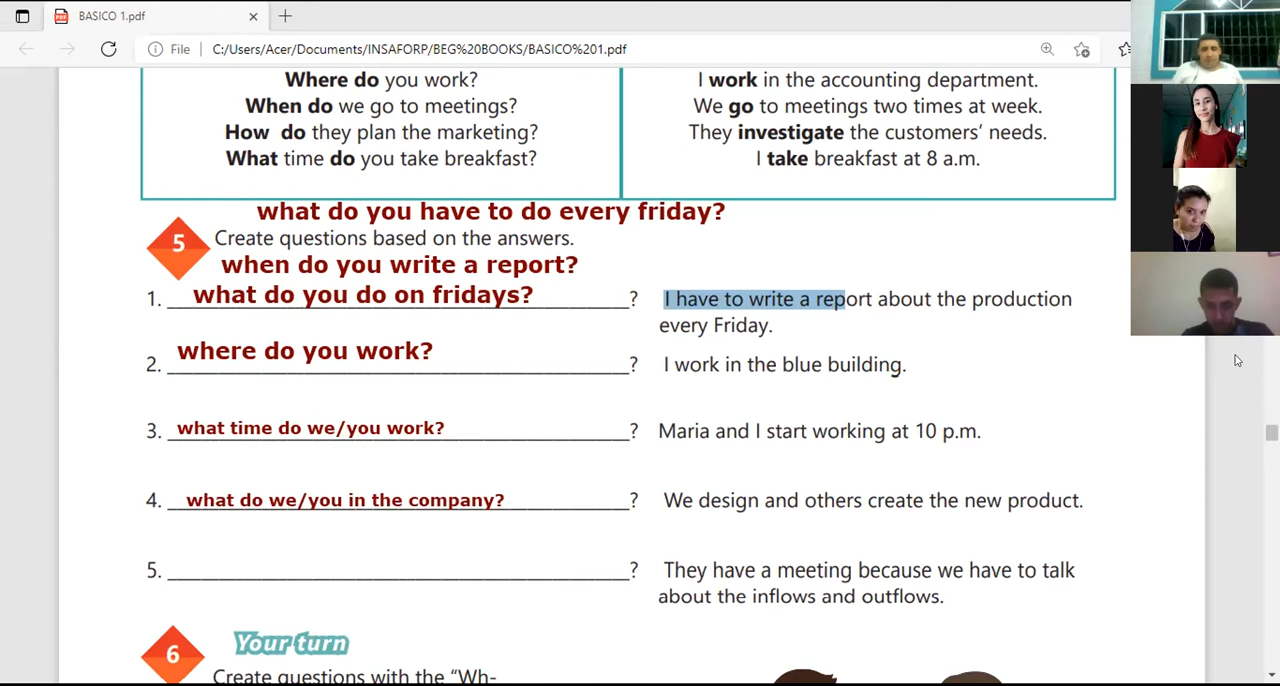 BASICO 1.pdf
File C:/Users/Acer/Documents/INSAFORP/BEG%20BOOKS/BASICO%201.pdf
Where do you work? I work in the accounting department.
When do we go to meetings? We go to meetings two times at week.
How do they plan the marketing? They investigate the customers' needs.
What time do you take breakfast? I take breakfast at 8 a.m.
what do you have to do every friday?
5 Create questions based on the answers.
when do you write a report?
1. what do you do on fridays? ? I have to write a report about the production
every Friday.
2. where do you work? ? I work in the blue building.
3. what time do we/you work? ? Maria and I start working at 10 p.m.
4. what do we/you in the company? ? We design and others create the new product.
5. ? They have a meeting because we have to talk
about the inflows and outflows.
6 Your turn
Create questions with the “Wh-